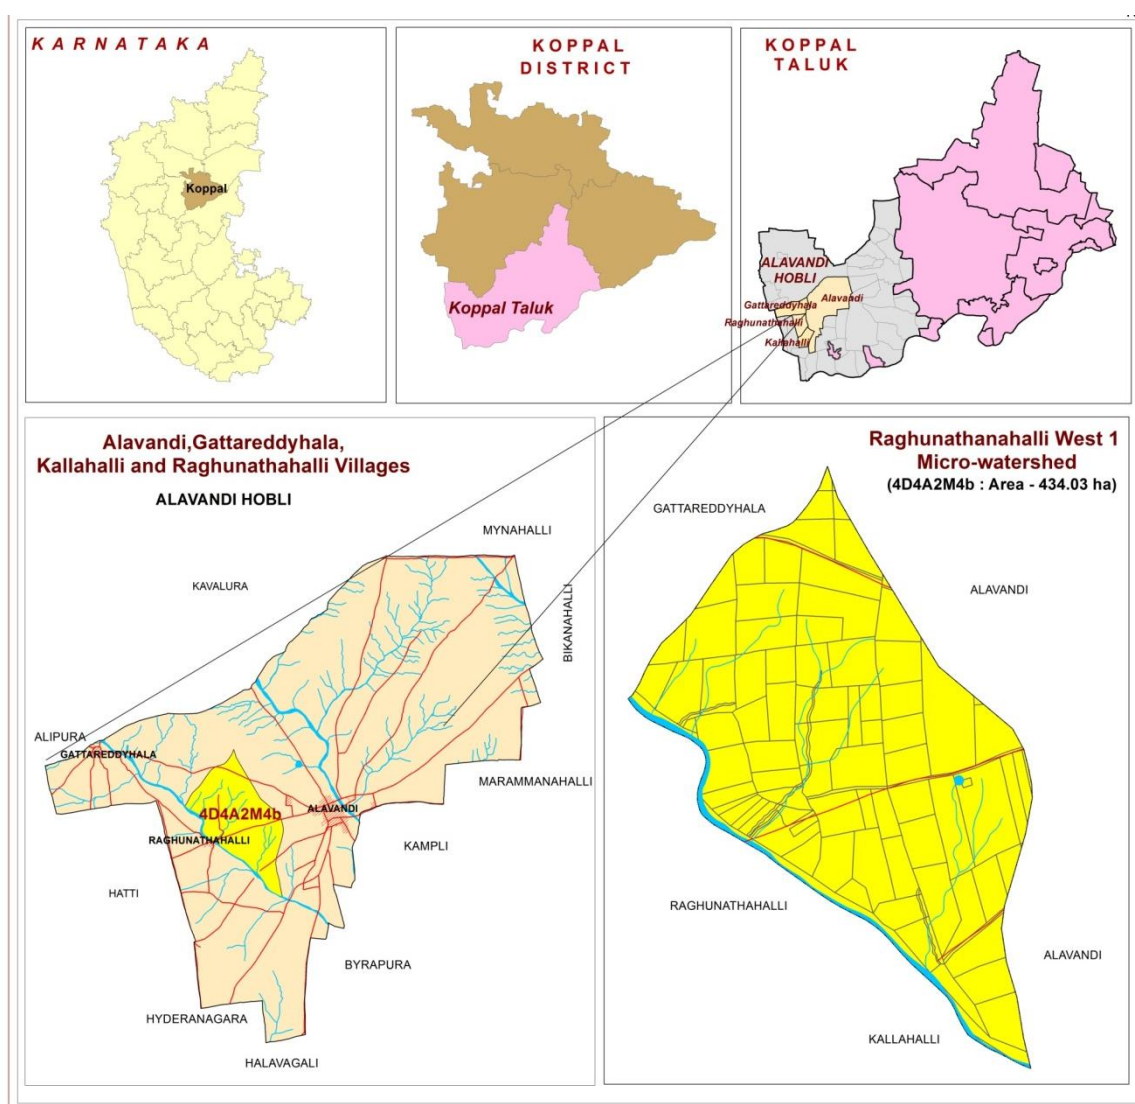 KARNATAKA
Koppal
KOPPAL
DISTRICT
Koppal Taluk
KOPPAL
TALUK
ALAVANDI
HOBLI
Alavandi
Gattareddyhala
Raghunathahalli
Kallahalli
Alavandi,Gattareddyhala,
Kallahalli and Raghunathahalli Villages
ALAVANDI HOBLI
MYNAHALLI
KAVALURA
BIKANAHALLI
ALIPURA
GATTAREDDYHALA
MARAMMANAHALLI
4D4A2M4b
ALAVANDI
RAGHUNATHAHALLI
KAMPLI
HATTI
BYRAPURA
HYDERANAGARA
HALAVAGALI
Raghunathanahalli West 1
Micro-watershed
(4D4A2M4b : Area - 434.03 ha)
GATTAREDDYHALA
ALAVANDI
RAGHUNATHAHALLI
ALAVANDI
KALLAHALLI